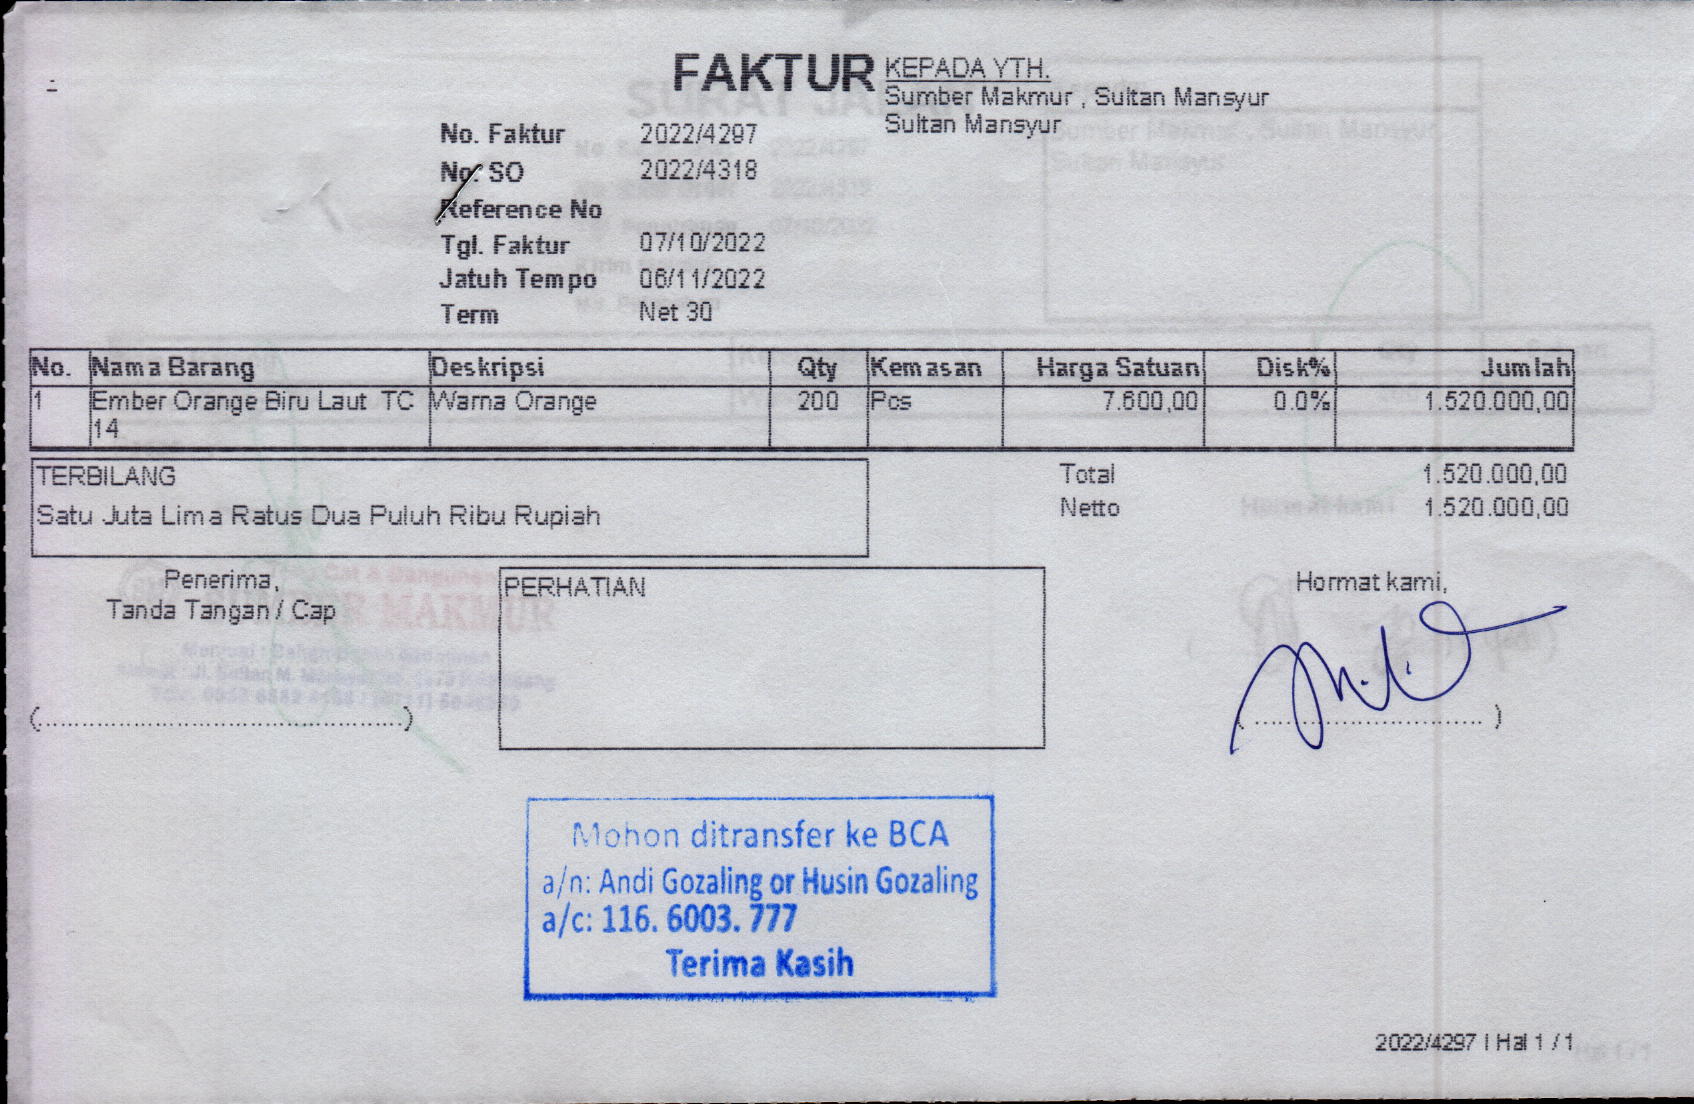 FAKTUR
KEPADA YTH.
Sumber Makmur , Sultan Mansyur
Sultan Mansyur
No. Faktur 2022/4297
No. SO 2022/4318
Reference No
Tgl. Faktur 07/10/2022
Jatuh Tempo 06/11/2022
Term Net 30
No. Nama Barang Deskripsi Qty Kemasan Harga Satuan Disk% Jumlah
1 Ember Orange Biru Laut TC Warna Orange 200 Pcs 7.600,00 0.0% 1.520.000,00
14
TERBILANG
Satu Juta Lima Ratus Dua Puluh Ribu Rupiah
Total 1.520.000,00
Netto 1.520.000,00
Penerima,
Tanda Tangan / Cap
(..........)
PERHATIAN
Hormat kami,
(..........)
Mohon ditransfer ke BCA
a/n: Andi Gozaling or Husin Gozaling
a/c: 116. 6003. 777
Terima Kasih
2022/4297 | Hal 1 / 1